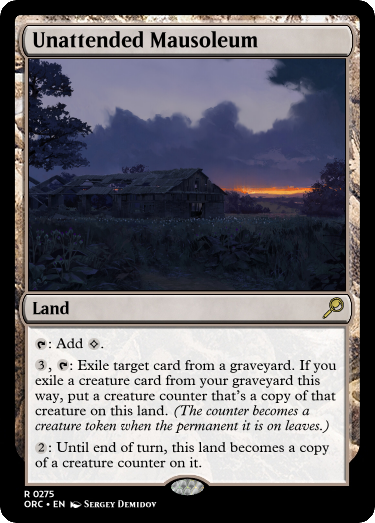 Unattended Mausoleum
Land
: Add .
3, : Exile target card from a graveyard. If you
exile a creature card from your graveyard this
way, put a creature counter that's a copy of that
creature on this land. (The counter becomes a
creature token when the permanent it is on leaves.)
2: Until end of turn, this land becomes a copy
of a creature counter on it.
R 0275
ORC • EN SERGEY DEMIDOV